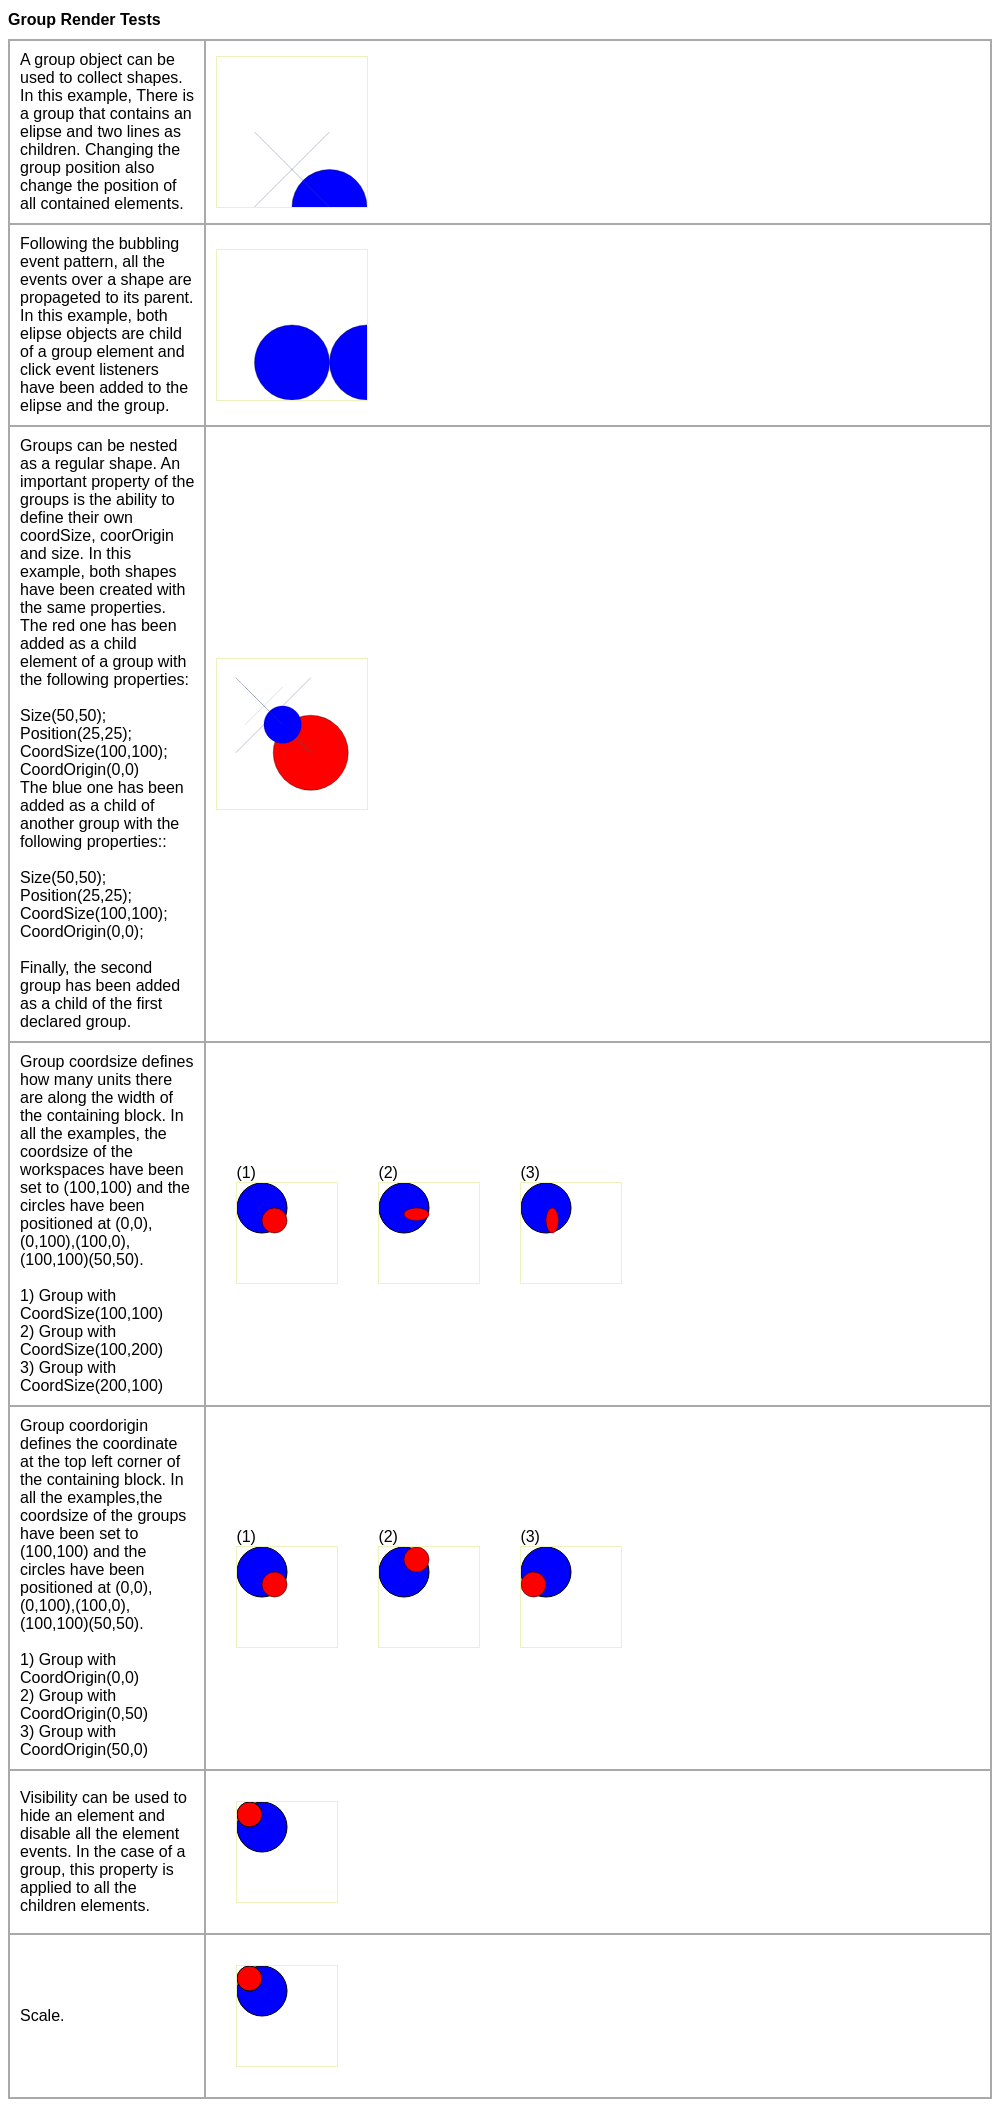 Group Render Tests
A group object can be
used to collect shapes.
In this example, There is
a group that contains an
elipse and two lines as
children. Changing the
group position also
change the position of
all contained elements.
Following the bubbling
event pattern, all the
events over a shape are
propageted to its parent.
In this example, both
elipse objects are child
of a group element and
click event listeners
have been added to the
elipse and the group.
Groups can be nested
as a regular shape. An
important property of the
groups is the ability to
define their own
coordSize, coorOrigin
and size. In this
example, both shapes
have been created with
the same properties.
The red one has been
added as a child
element of a group with
the following properties:
Size(50,50);
Position(25,25);
CoordSize(100,100);
CoordOrigin(0,0)
The blue one has been
added as a child of
another group with the
following properties::
Size(50,50);
Position(25,25);
CoordSize(100,100);
CoordOrigin(0,0);
Finally, the second
group has been added
as a child of the first
declared group.
Group coordsize defines
how many units there
are along the width of
the containing block. In
all the examples, the
coordsize of the
workspaces have been
set to (100,100) and the
circles have been
positioned at (0,0),
(0,100),(100,0),
(100,100)(50,50).
1) Group with
CoordSize(100,100)
2) Group with
CoordSize(100,200)
3) Group with
CoordSize(200,100)
(1)
(2)
(3)
Group coordorigin
defines the coordinate
at the top left corner of
the containing block. In
all the examples,the
coordsize of the groups
have been set to
(100,100) and the
circles have been
positioned at (0,0),
(0,100),(100,0),
(100,100)(50,50).
1) Group with
CoordOrigin(0,0)
2) Group with
CoordOrigin(0,50)
3) Group with
CoordOrigin(50,0)
(1)
(2)
(3)
Visibility can be used to
hide an element and
disable all the element
events. In the case of a
group, this property is
applied to all the
children elements.
Scale.